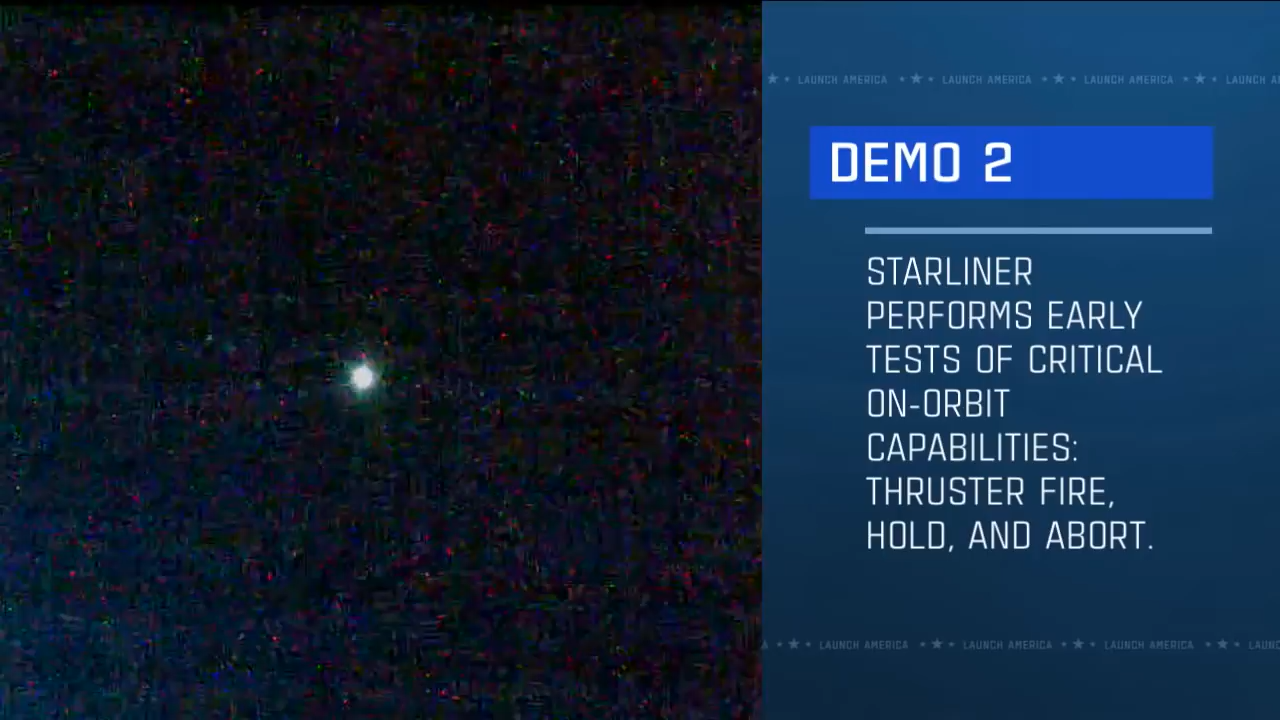 LAUNCH AMERICA LAUNCH AMERICA LAUNCH AMERICA LAUNCH
DEMO 2
STARLINER
PERFORMS EARLY
TESTS OF CRITICAL
ON-ORBIT
CAPABILITIES:
THRUSTER FIRE,
HOLD, AND ABORT.
LAUNCH AMERICA LAUNCH AMERICA LAUNCH AMERICA